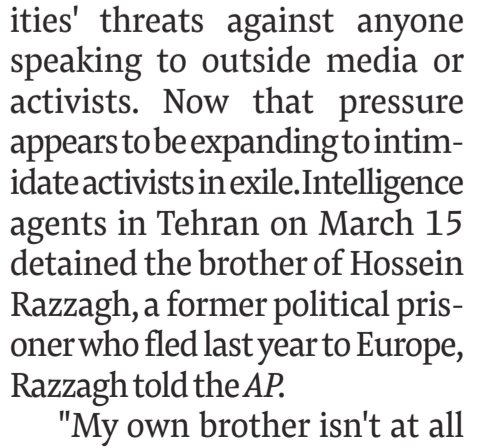 ities' threats against anyone
speaking to outside media or
activists. Now that pressure
appears to be expanding to intim-
idate activists in exile. Intelligence
agents in Tehran on March 15
detained the brother of Hossein
Razzagh, a former political pris-
oner who fled last year to Europe,
Razzagh told the AP.
"My own brother isn't at all